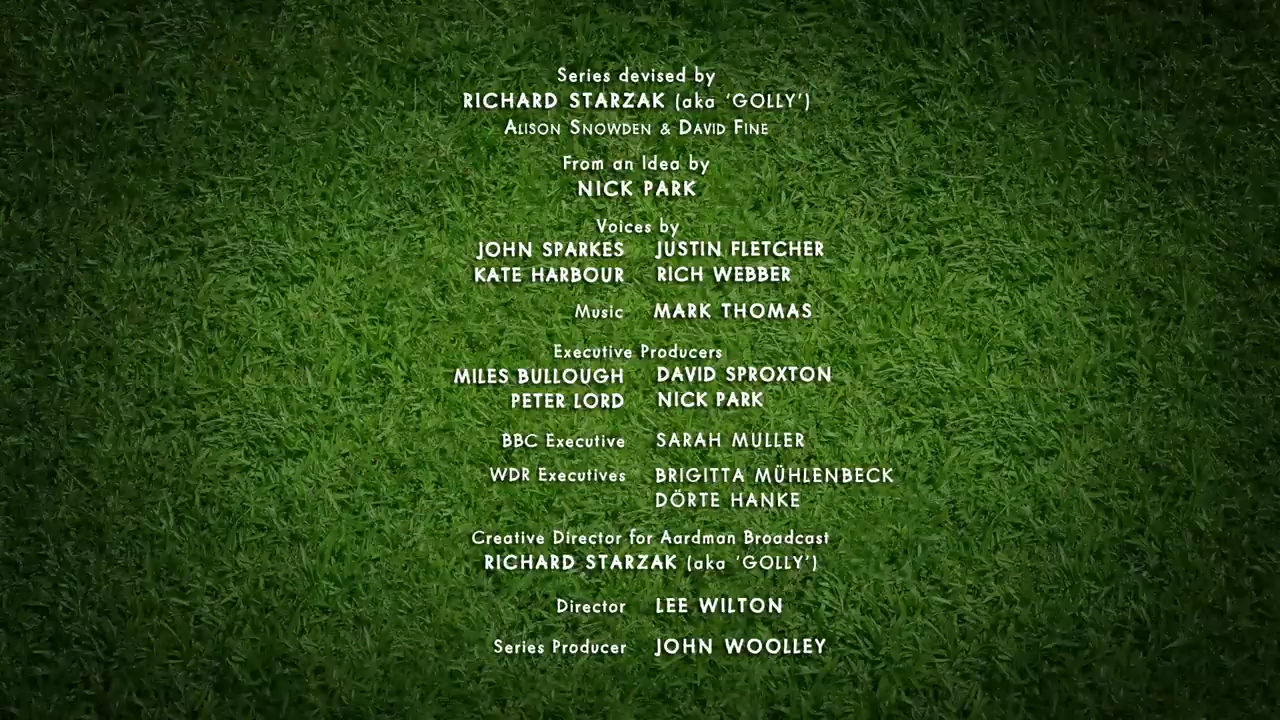 Series devised by
RICHARD STARZAK (aka 'GOLLY')
ALISON SNOWDEN & DAVID FINE
From an Idea by
NICK PARK
Voices by
JOHN SPARKES JUSTIN FLETCHER
KATE HARBOUR RICH WEBBER
Music MARK THOMAS
Executive Producers
MILES BULLOUGH DAVID SPROXTON
PETER LORD NICK PARK
BBC Executive SARAH MULLER
WDR Executives BRIGITTA MÜHLENBECK
DÖRTE HANKE
Creative Director for Aardman Broadcast
RICHARD STARZAK (aka 'GOLLY')
Director LEE WILTON
Series Producer JOHN WOOLLEY